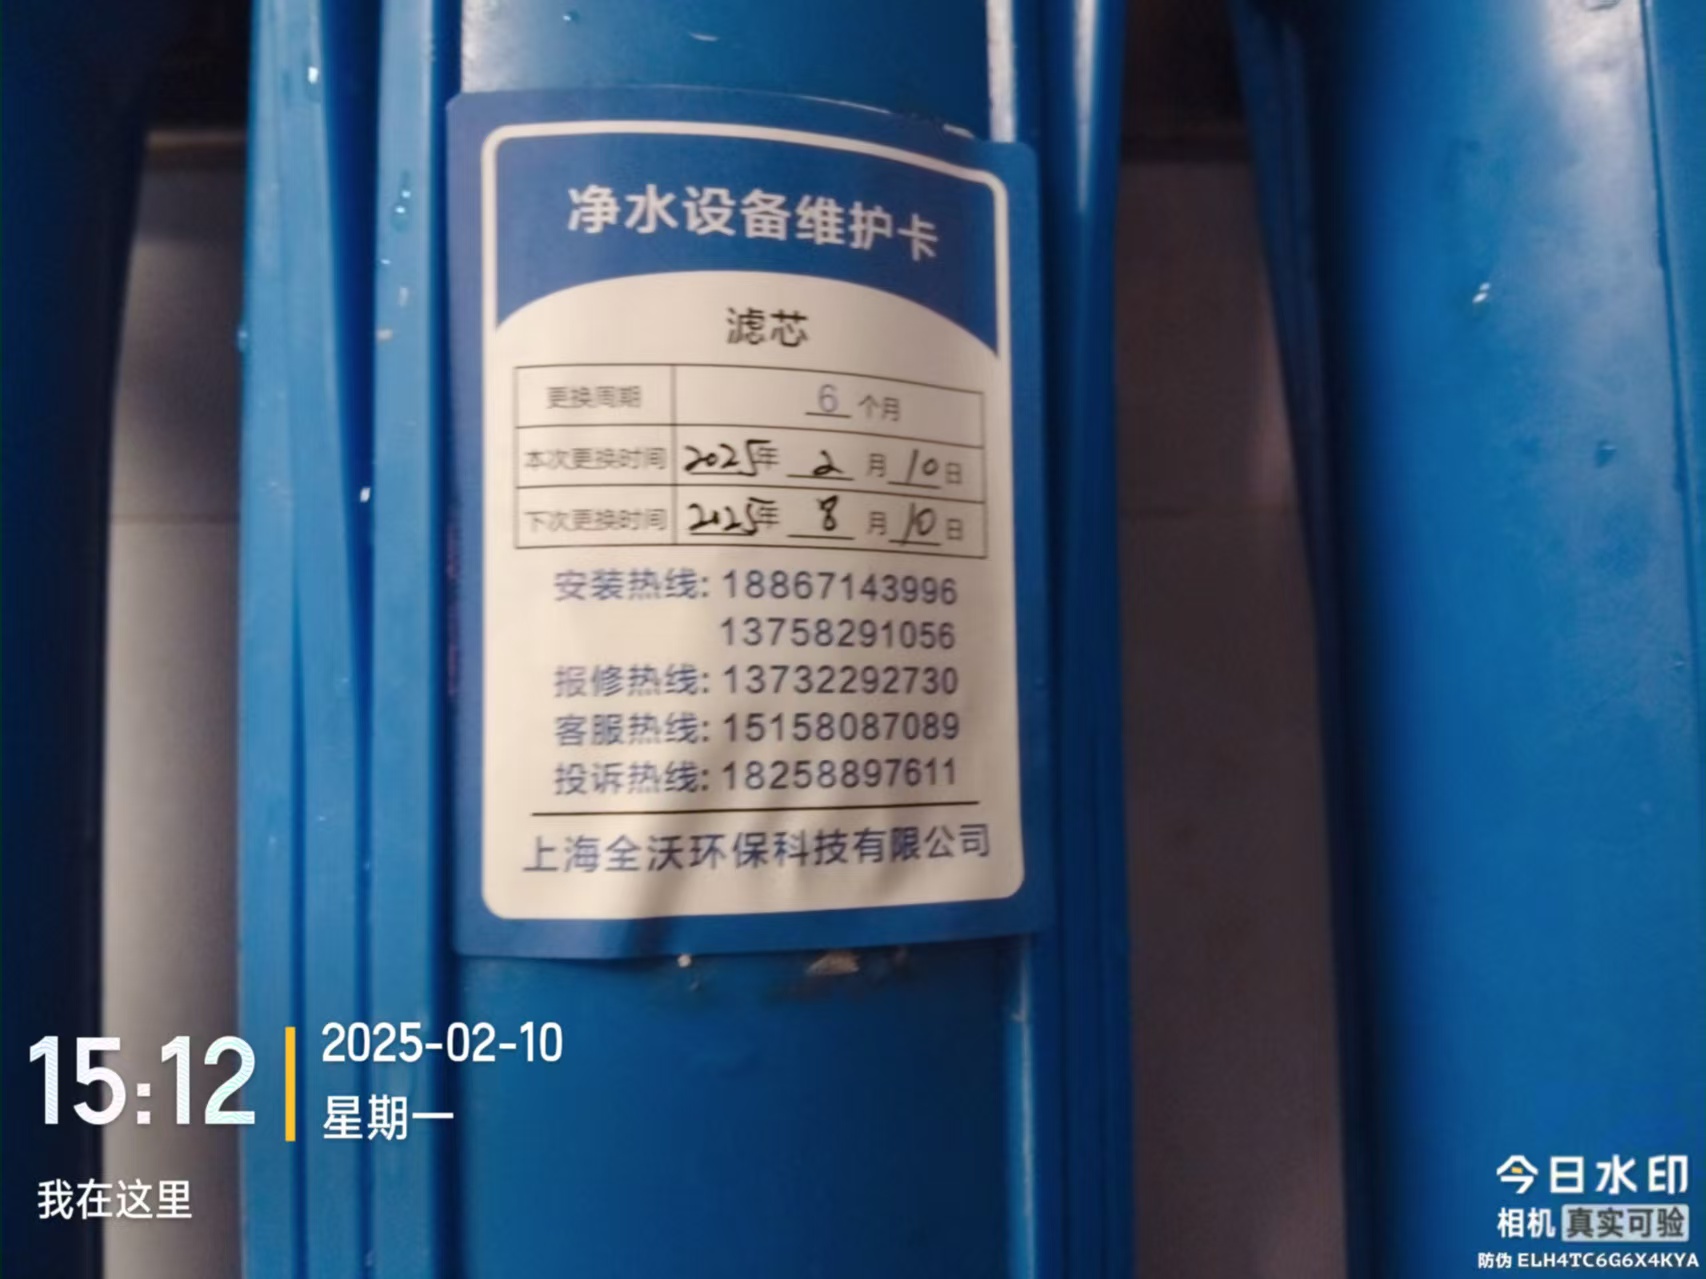 净水设备维护卡
滤芯
更换周期 6 个月
本次更换时间 2025年 2 月 10 日
下次更换时间 2025年 8 月 10 日
安装热线: 18867143996
13758291056
报修热线: 13732292730
客服热线: 15158087089
投诉热线: 18258897611
上海全沃环保科技有限公司
15:12
2025-02-10
星期一
我在这里
今日水印
相机 真实可验
防伪 ELH4TC6G6X4KYA